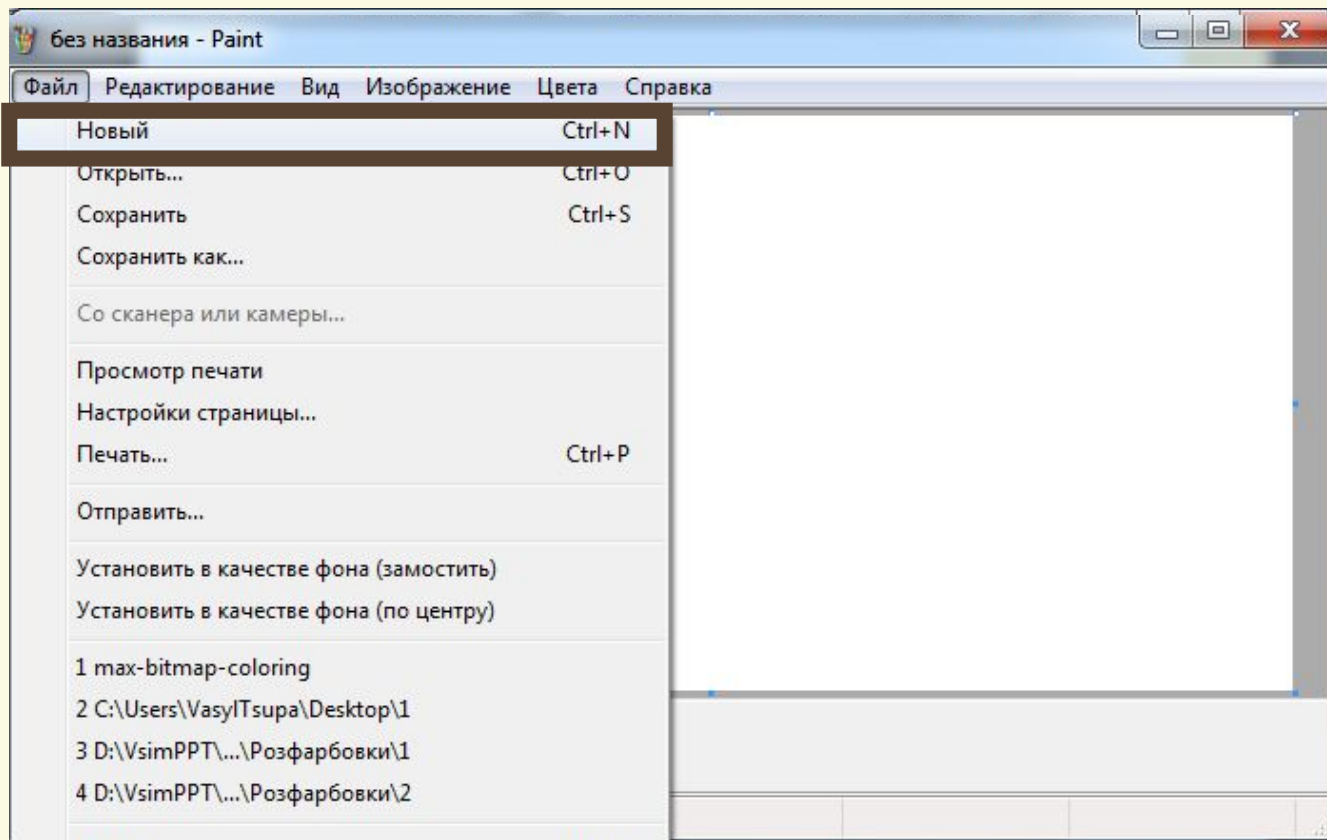 без названия - Paint
Файл Редактирование Вид Изображение Цвета Справка
Новый Ctrl+N
Открыть... Ctrl+O
Сохранить Ctrl+S
Сохранить как...
Со сканера или камеры...
Просмотр печати
Настройки страницы...
Печать... Ctrl+P
Отправить...
Установить в качестве фона (замостить)
Установить в качестве фона (по центру)
1 max-bitmap-coloring
2 C:\Users\VasylTsupa\Desktop\1
3 D:\VsimPPT\...\Розфарбовки\1
4 D:\VsimPPT\...\Розфарбовки\2